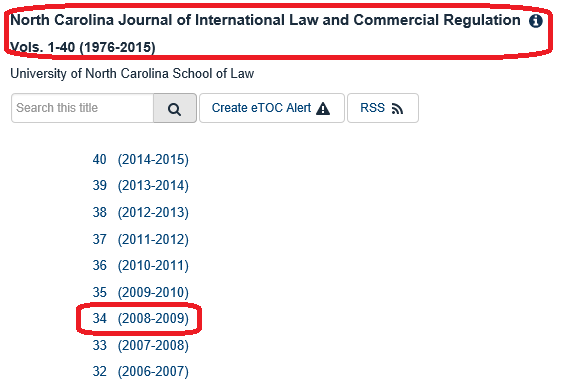 North Carolina Journal of International Law and Commercial Regulation
Vols. 1-40 (1976-2015)
University of North Carolina School of Law
Search this title
Create eTOC Alert
RSS
40 (2014-2015)
39 (2013-2014)
38 (2012-2013)
37 (2011-2012)
36 (2010-2011)
35 (2009-2010)
34 (2008-2009)
33 (2007-2008)
32 (2006-2007)